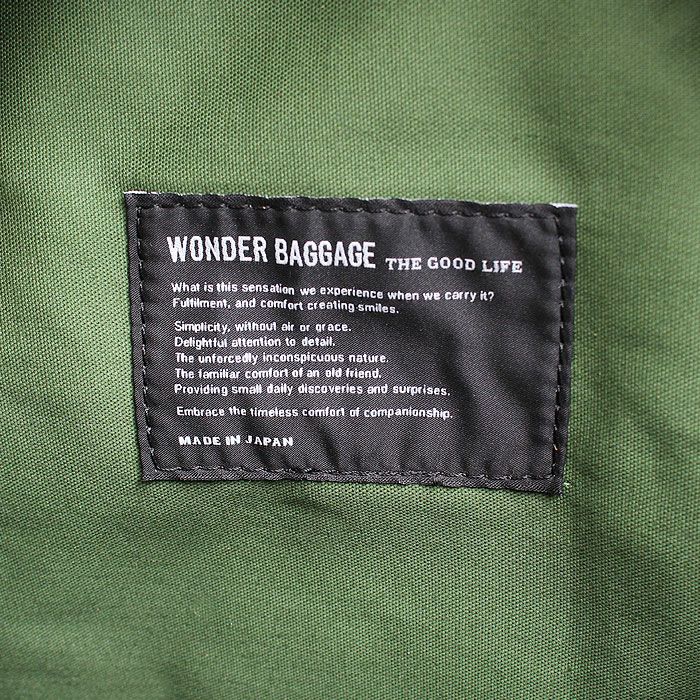 WONDER BAGGAGE THE GOOD LIFE
What is this sensation we experience when we carry it?
Fulfilment, and comfort creating smiles.
Simplicity, without air or grace.
Delightful attention to detail.
The unforcedly inconspicuous nature.
The familiar comfort of an old friend.
Providing small daily discoveries and surprises.
Embrace the timeless comfort of companionship.
MADE IN JAPAN